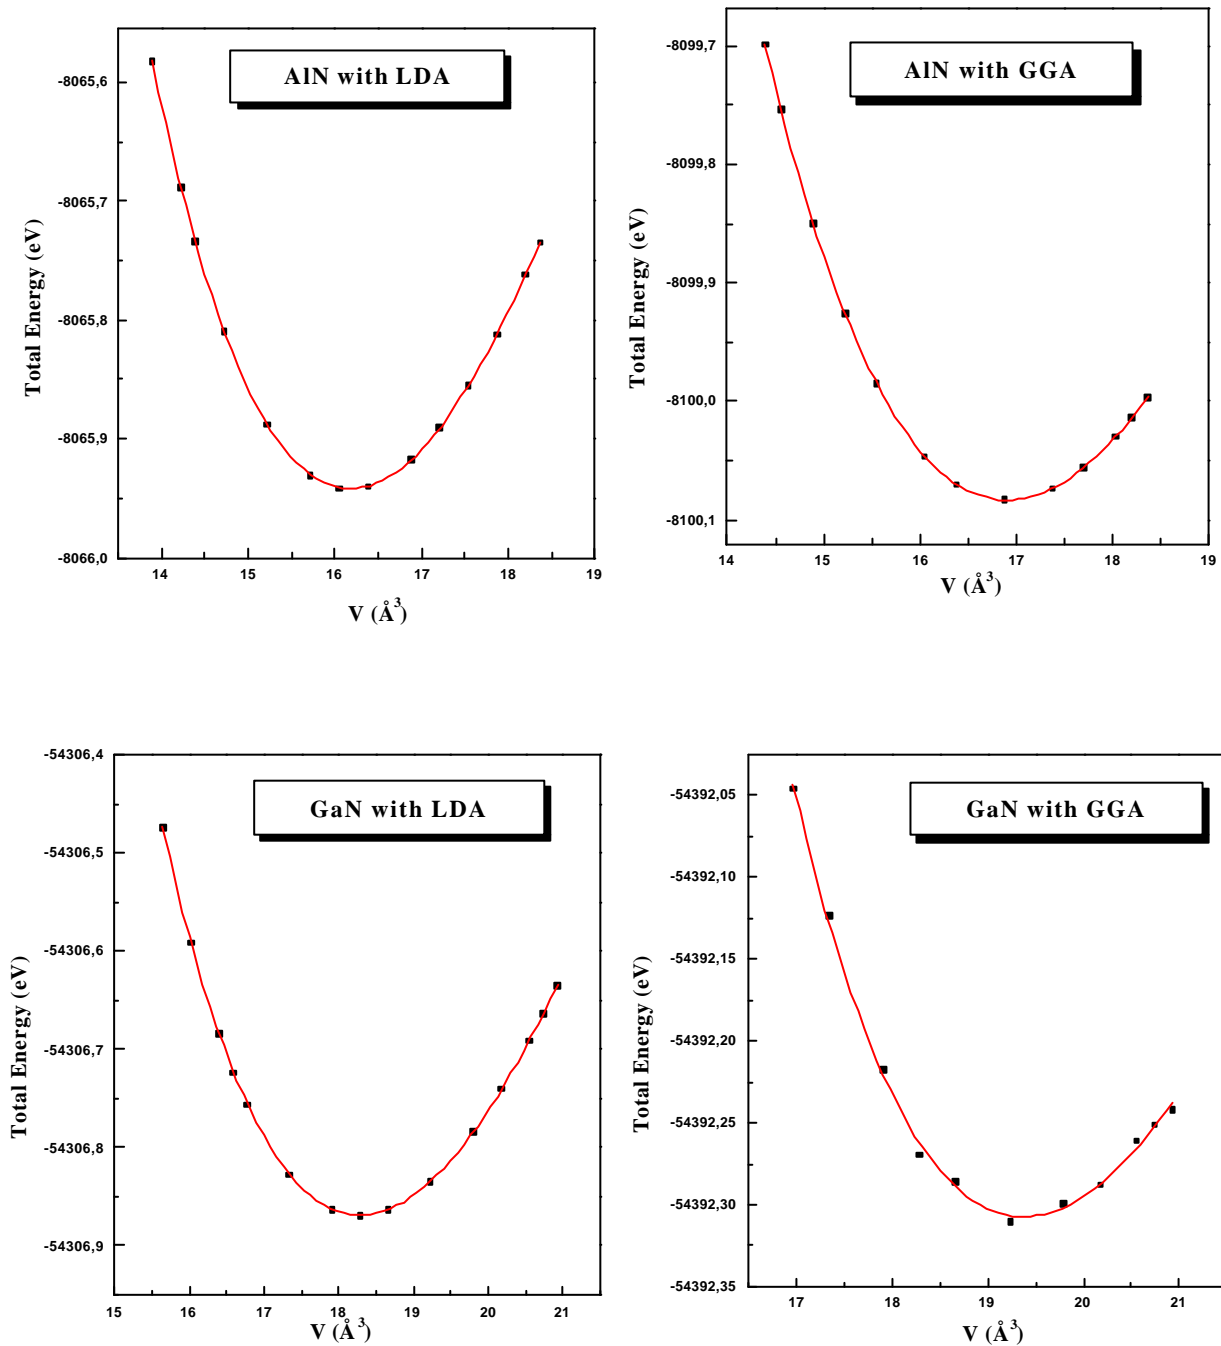 AlN with LDA
-8065,6
-8065,7
-8065,8
-8065,9
-8066,0
Total Energy (eV)
14 15 16 17 18 19
V (Å³)
AlN with GGA
-8099,7
-8099,8
-8099,9
-8100,0
-8100,1
Total Energy (eV)
14 15 16 17 18 19
V (Å³)
GaN with LDA
-54306,4
-54306,5
-54306,6
-54306,7
-54306,8
-54306,9
Total Energy (eV)
15 16 17 18 19 20 21
V (Å³)
GaN with GGA
-54392,05
-54392,10
-54392,15
-54392,20
-54392,25
-54392,30
-54392,35
Total Energy (eV)
17 18 19 20 21
V (Å³)